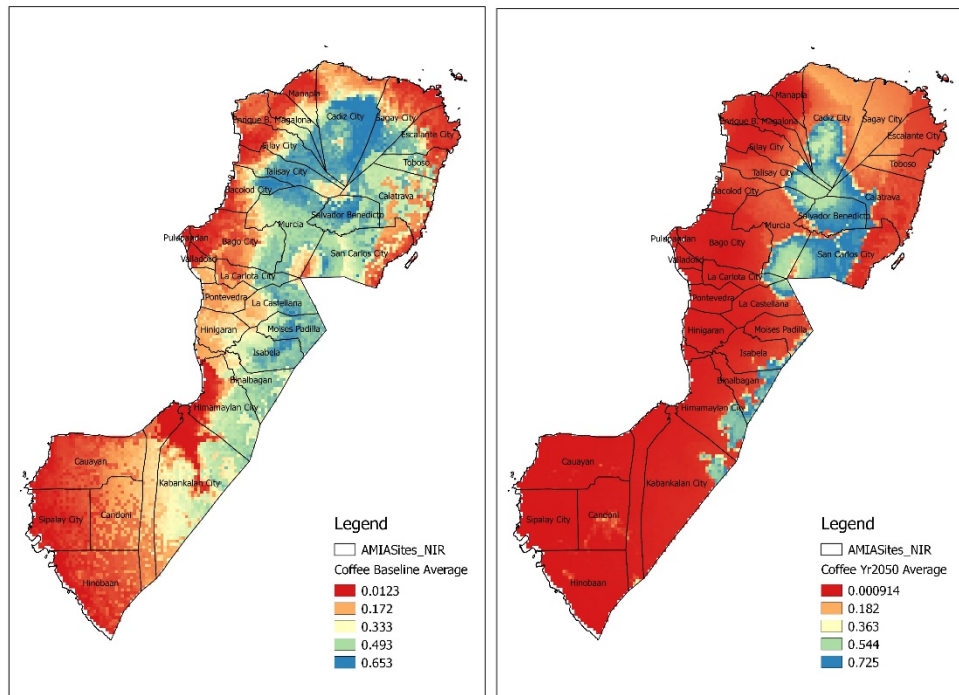 Manapla
Cadiz City
Enrique B. Magalona
Sagay City
Silay City
Escalante City
Talisay City
Toboso
Bacolod City
Calatrava
Salvador Benedicto
Murcia
Pulupandan
Bago City
San Carlos City
Valladolid
La Carlota City
Pontevedra
La Castellana
Hinigaran
Moises Padilla
Isabela
Binalbagan
Himamaylan City
Cauayan
Kabankalan City
Sipalay City
Candoni
Hinobaan
Legend
AMIASites_NIR
Coffee Baseline Average
0.0123
0.172
0.333
0.493
0.653
Manapla
Cadiz City
Enrique B. Magalona
Sagay City
Silay City
Escalante City
Talisay City
Toboso
Bacolod City
Calatrava
Salvador Benedicto
Murcia
Pulupandan
Bago City
San Carlos City
Valladolid
La Carlota City
Pontevedra
La Castellana
Hinigaran
Moises Padilla
Isabela
Binalbagan
Himamaylan City
Cauayan
Kabankalan City
Sipalay City
Candoni
Hinobaan
Legend
AMIASites_NIR
Coffee Yr2050 Average
0.000914
0.182
0.363
0.544
0.725